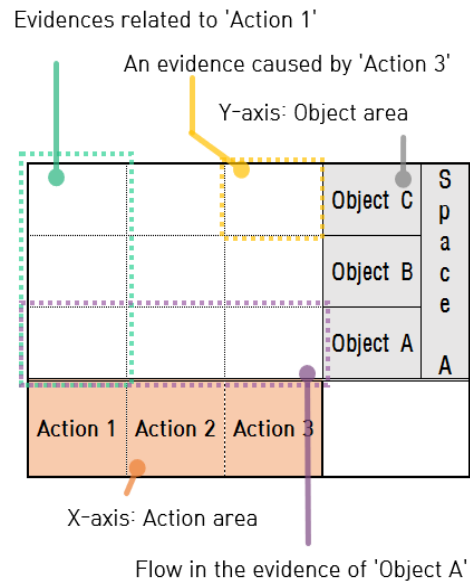 Evidences related to 'Action 1'
An evidence caused by 'Action 3'
Y-axis: Object area
Object C
Object B
Object A
Space A
Action 1
Action 2
Action 3
X-axis: Action area
Flow in the evidence of 'Object A'